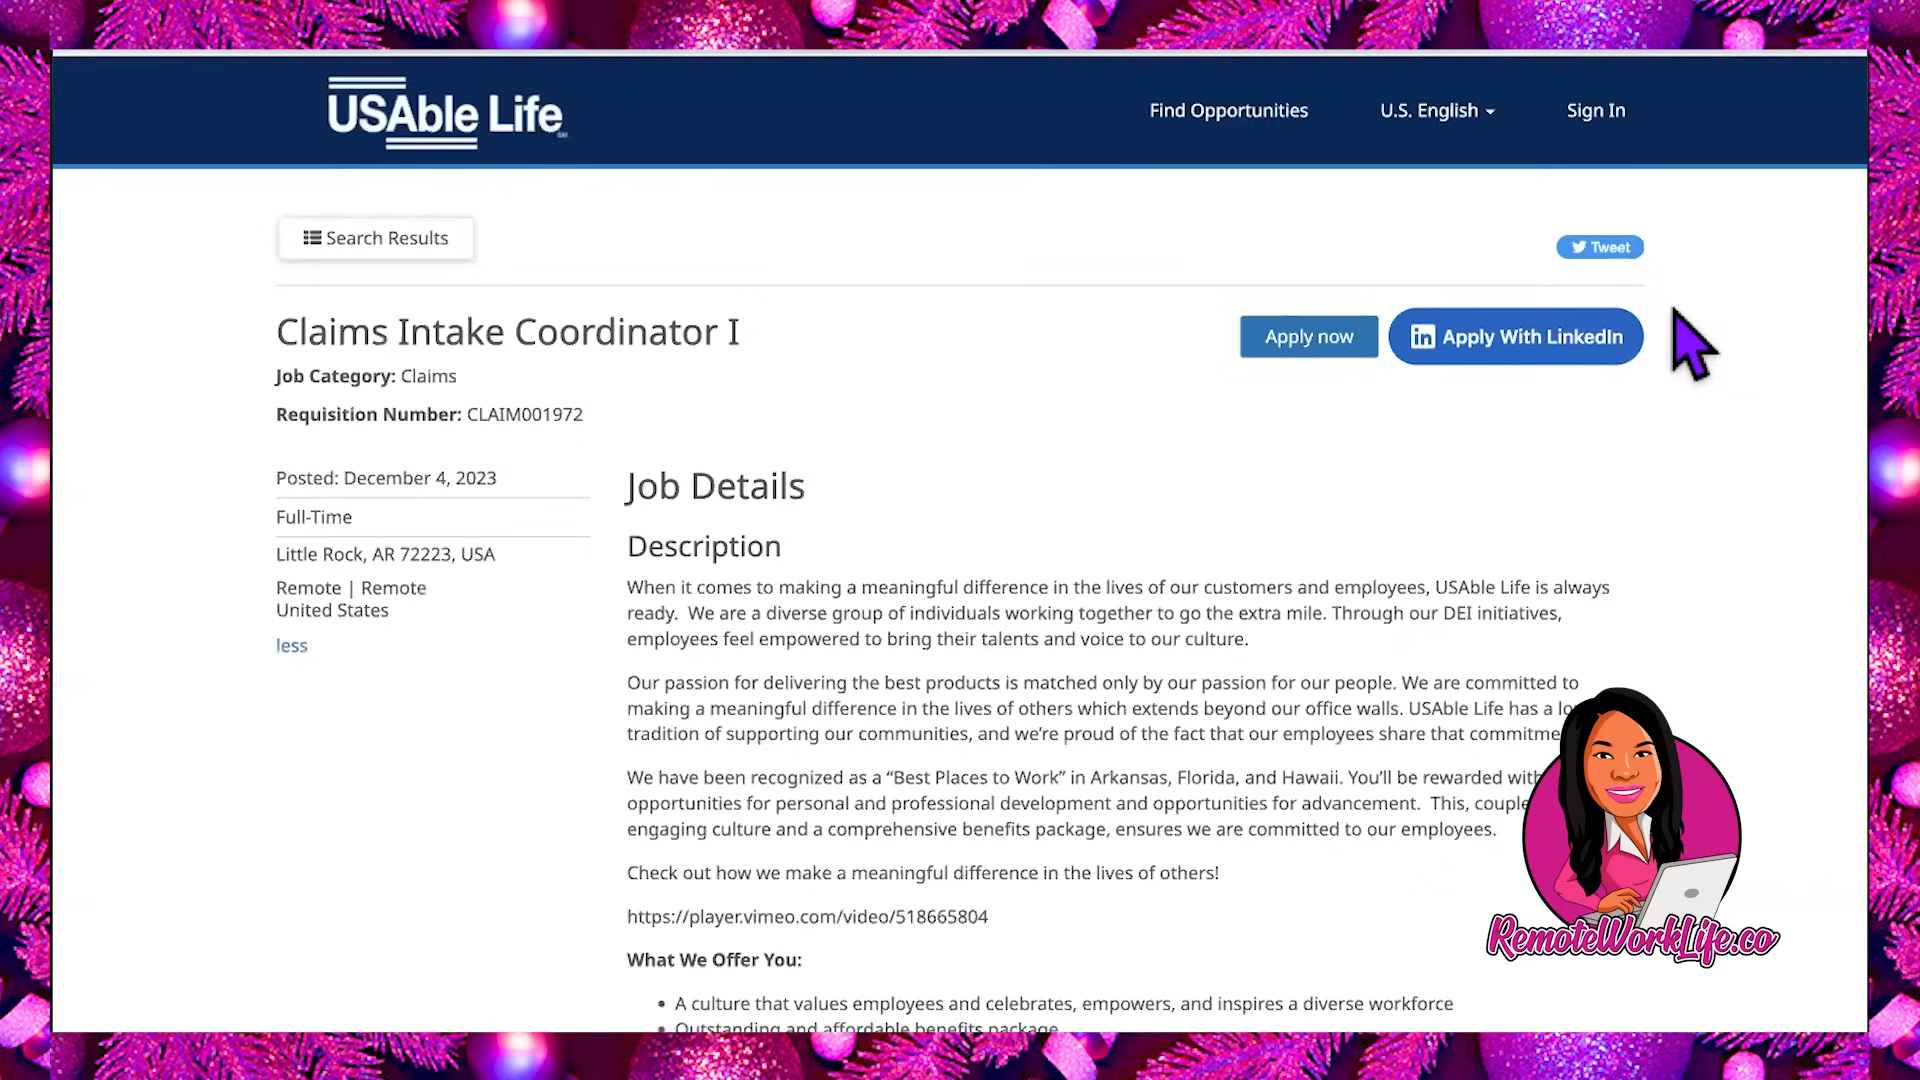 USAble Life
Find Opportunities
U.S. English
Sign In
Search Results
Tweet
Claims Intake Coordinator I
Apply now
in Apply With LinkedIn
Job Category: Claims
Requisition Number: CLAIM001972
Posted: December 4, 2023
Full-Time
Little Rock, AR 72223, USA
Remote | Remote
United States
less
Job Details
Description
When it comes to making a meaningful difference in the lives of our customers and employees, USAble Life is always
ready. We are a diverse group of individuals working together to go the extra mile. Through our DEI initiatives,
employees feel empowered to bring their talents and voice to our culture.
Our passion for delivering the best products is matched only by our passion for our people. We are committed to
making a meaningful difference in the lives of others which extends beyond our office walls. USAble Life has a
tradition of supporting our communities, and we're proud of the fact that our employees share that
We have been recognized as a “Best Places to Work” in Arkansas, Florida, and Hawaii. You'll be rewarded with
opportunities for personal and professional development and opportunities for advancement. This,
engaging culture and a comprehensive benefits package, ensures we are committed to our employees.
Check out how we make a meaningful difference in the lives of others!
https://player.vimeo.com/video/518665804
What We Offer You:
• A culture that values employees and celebrates, empowers, and inspires a diverse workforce
• Outstanding and affordable benefits package
RemoteWorkLife.co